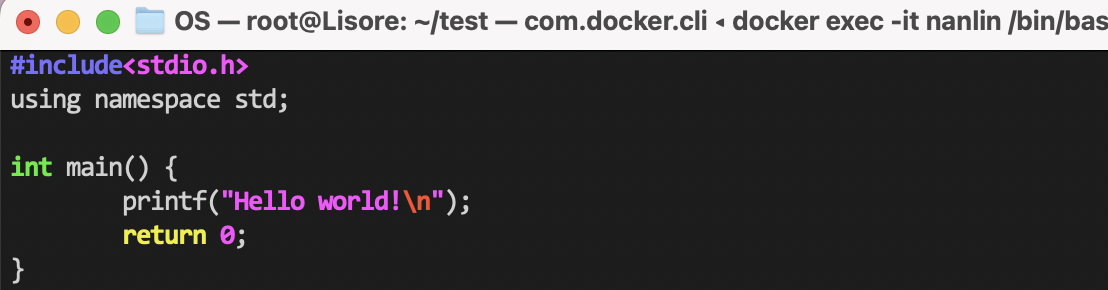 OS — root@Lisore: ~/test — com.docker.cli ◂ docker exec -it nanlin /bin/bas
#include<stdio.h>
using namespace std;
int main() {
        printf("Hello world!\n");
        return 0;
}